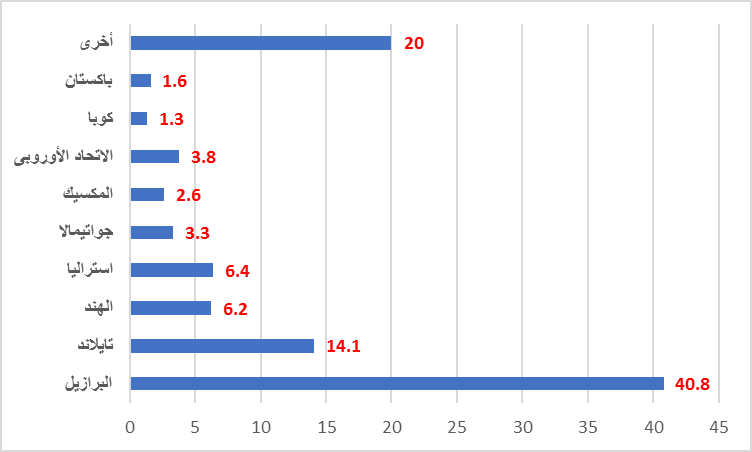 أخرى 20
باكستان 1.6
كوبا 1.3
الاتحاد الأوروبى 3.8
المكسيك 2.6
جواتيمالا 3.3
استراليا 6.4
الهند 6.2
تايلاند 14.1
البرازيل 40.8
0 5 10 15 20 25 30 35 40 45